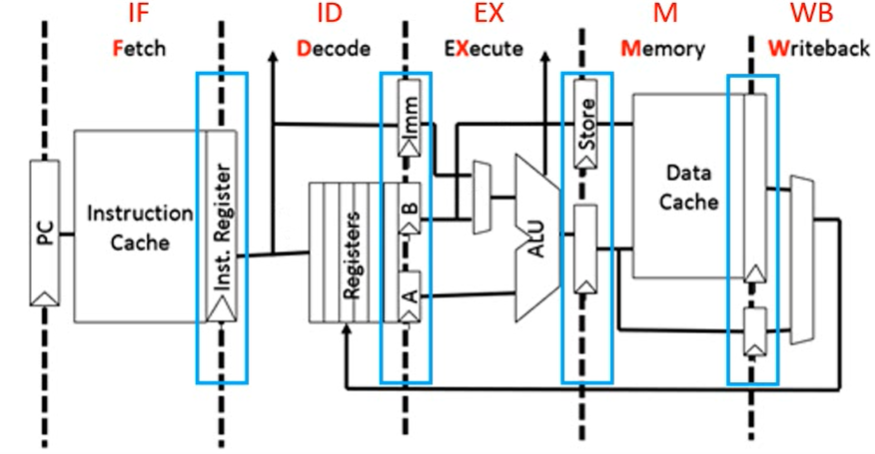 IF ID EX M WB
Fetch Decode EXecute Memory Writeback
PC
Instruction
Cache
Inst. Register
Registers
Imm
B
A
ALU
Store
Data
Cache